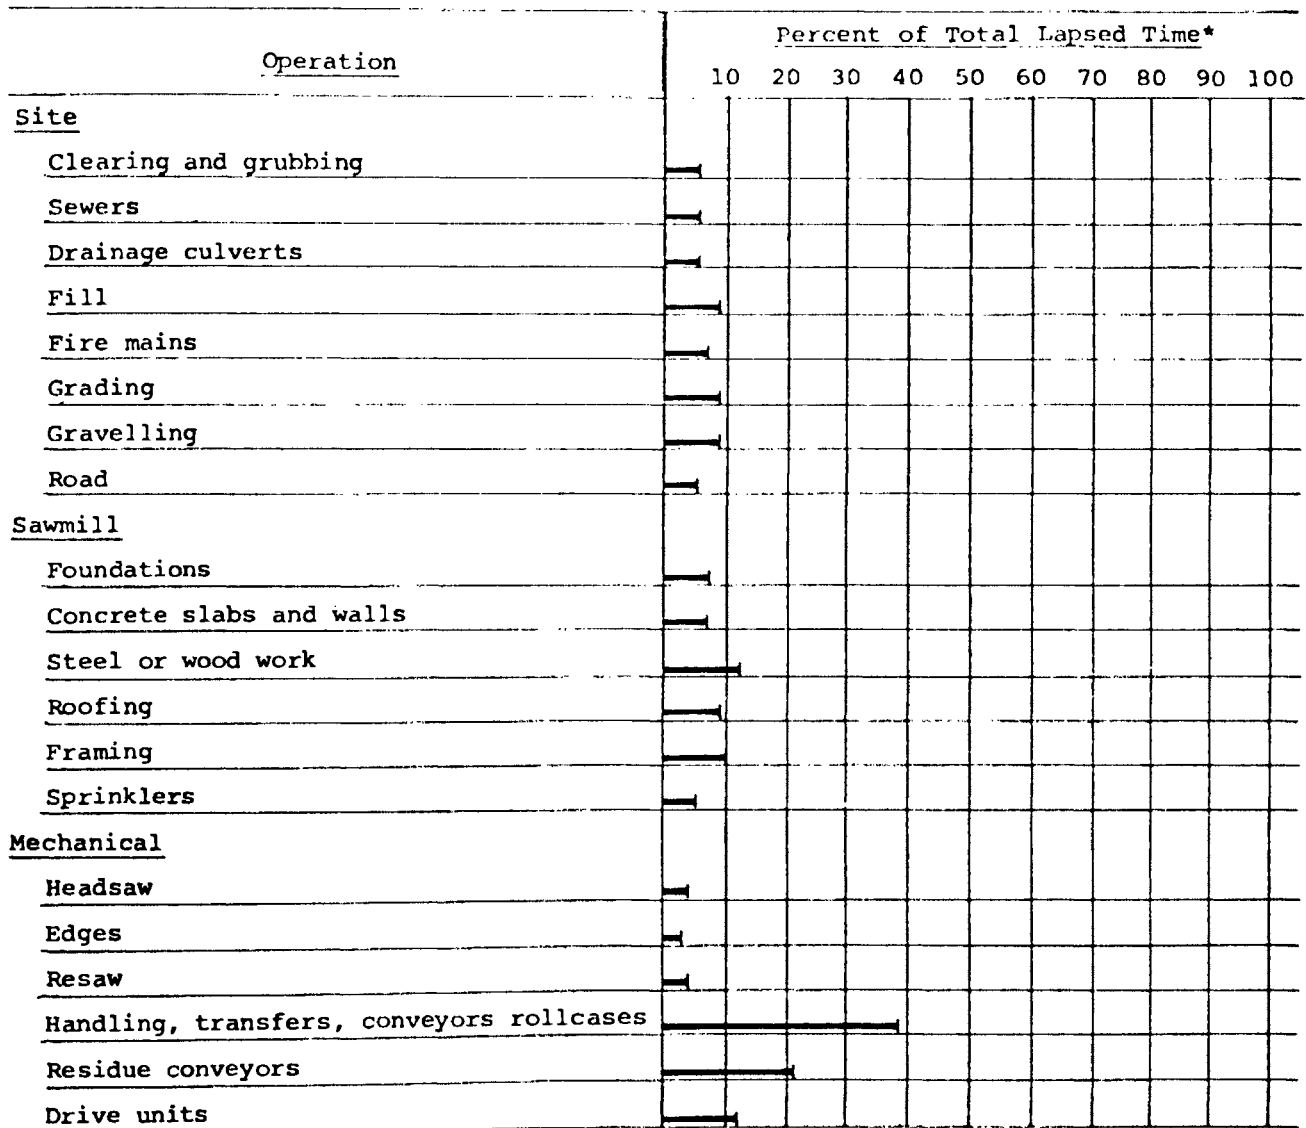 Percent of Total Lapsed Time*
Operation
10 20 30 40 50 60 70 80 90 100
Site
Clearing and grubbing
Sewers
Drainage culverts
Fill
Fire mains
Grading
Gravelling
Road
Sawmill
Foundations
Concrete slabs and walls
Steel or wood work
Roofing
Framing
Sprinklers
Mechanical
Headsaw
Edges
Resaw
Handling, transfers, conveyors rollcases
Residue conveyors
Drive units